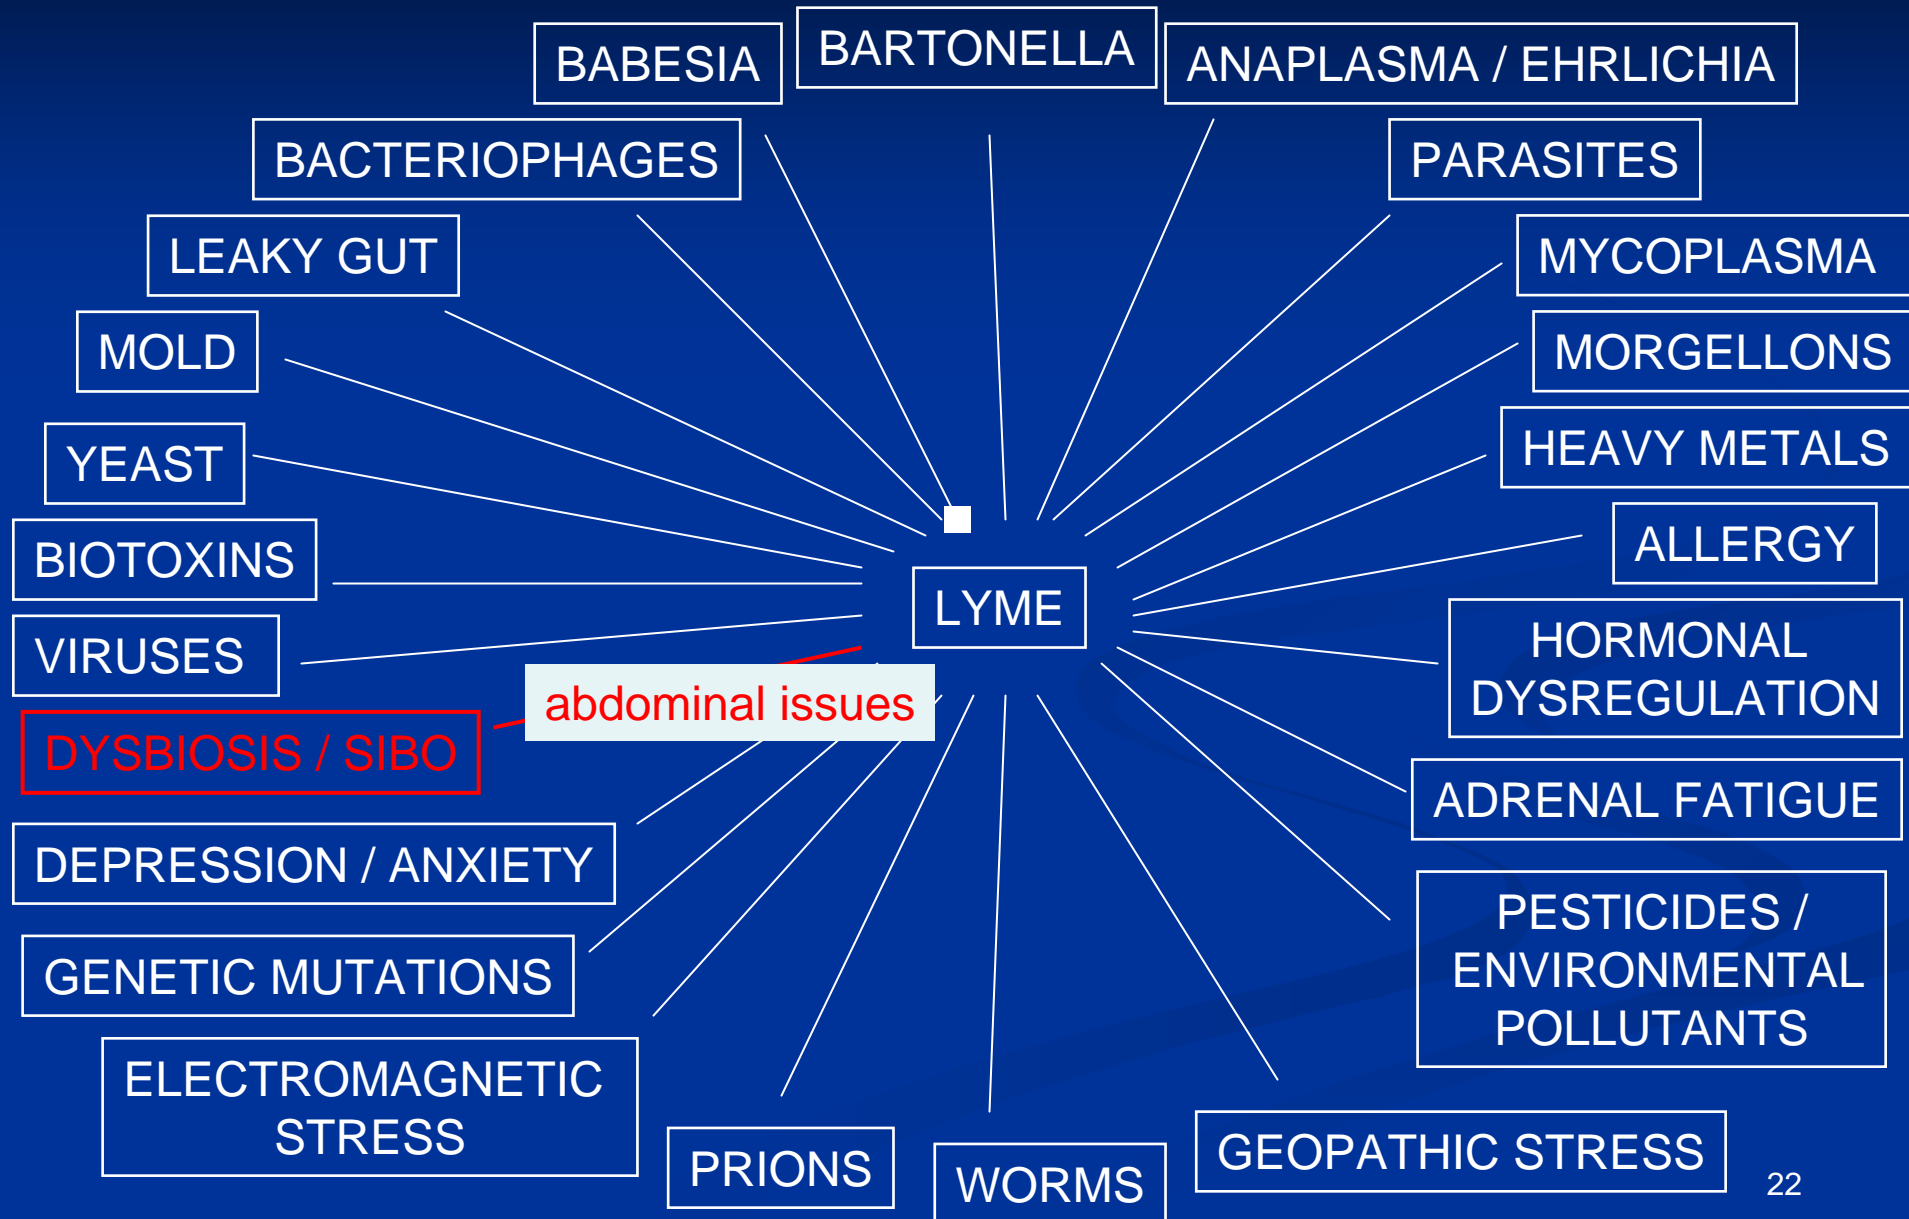 BABESIA
BARTONELLA
ANAPLASMA / EHRLICHIA
BACTERIOPHAGES
PARASITES
LEAKY GUT
MYCOPLASMA
MOLD
MORGELLONS
YEAST
HEAVY METALS
BIOTOXINS
ALLERGY
LYME
VIRUSES
HORMONAL
DYSREGULATION
abdominal issues
DYSBIOSIS / SIBO
ADRENAL FATIGUE
DEPRESSION / ANXIETY
PESTICIDES /
ENVIRONMENTAL
POLLUTANTS
GENETIC MUTATIONS
ELECTROMAGNETIC
STRESS
PRIONS
WORMS
GEOPATHIC STRESS
22